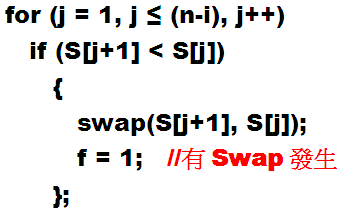 for (j = 1, j ≤ (n-i), j++)
if (S[j+1] < S[j])
{
swap(S[j+1], S[j]);
f = 1; //有 Swap 發生
};